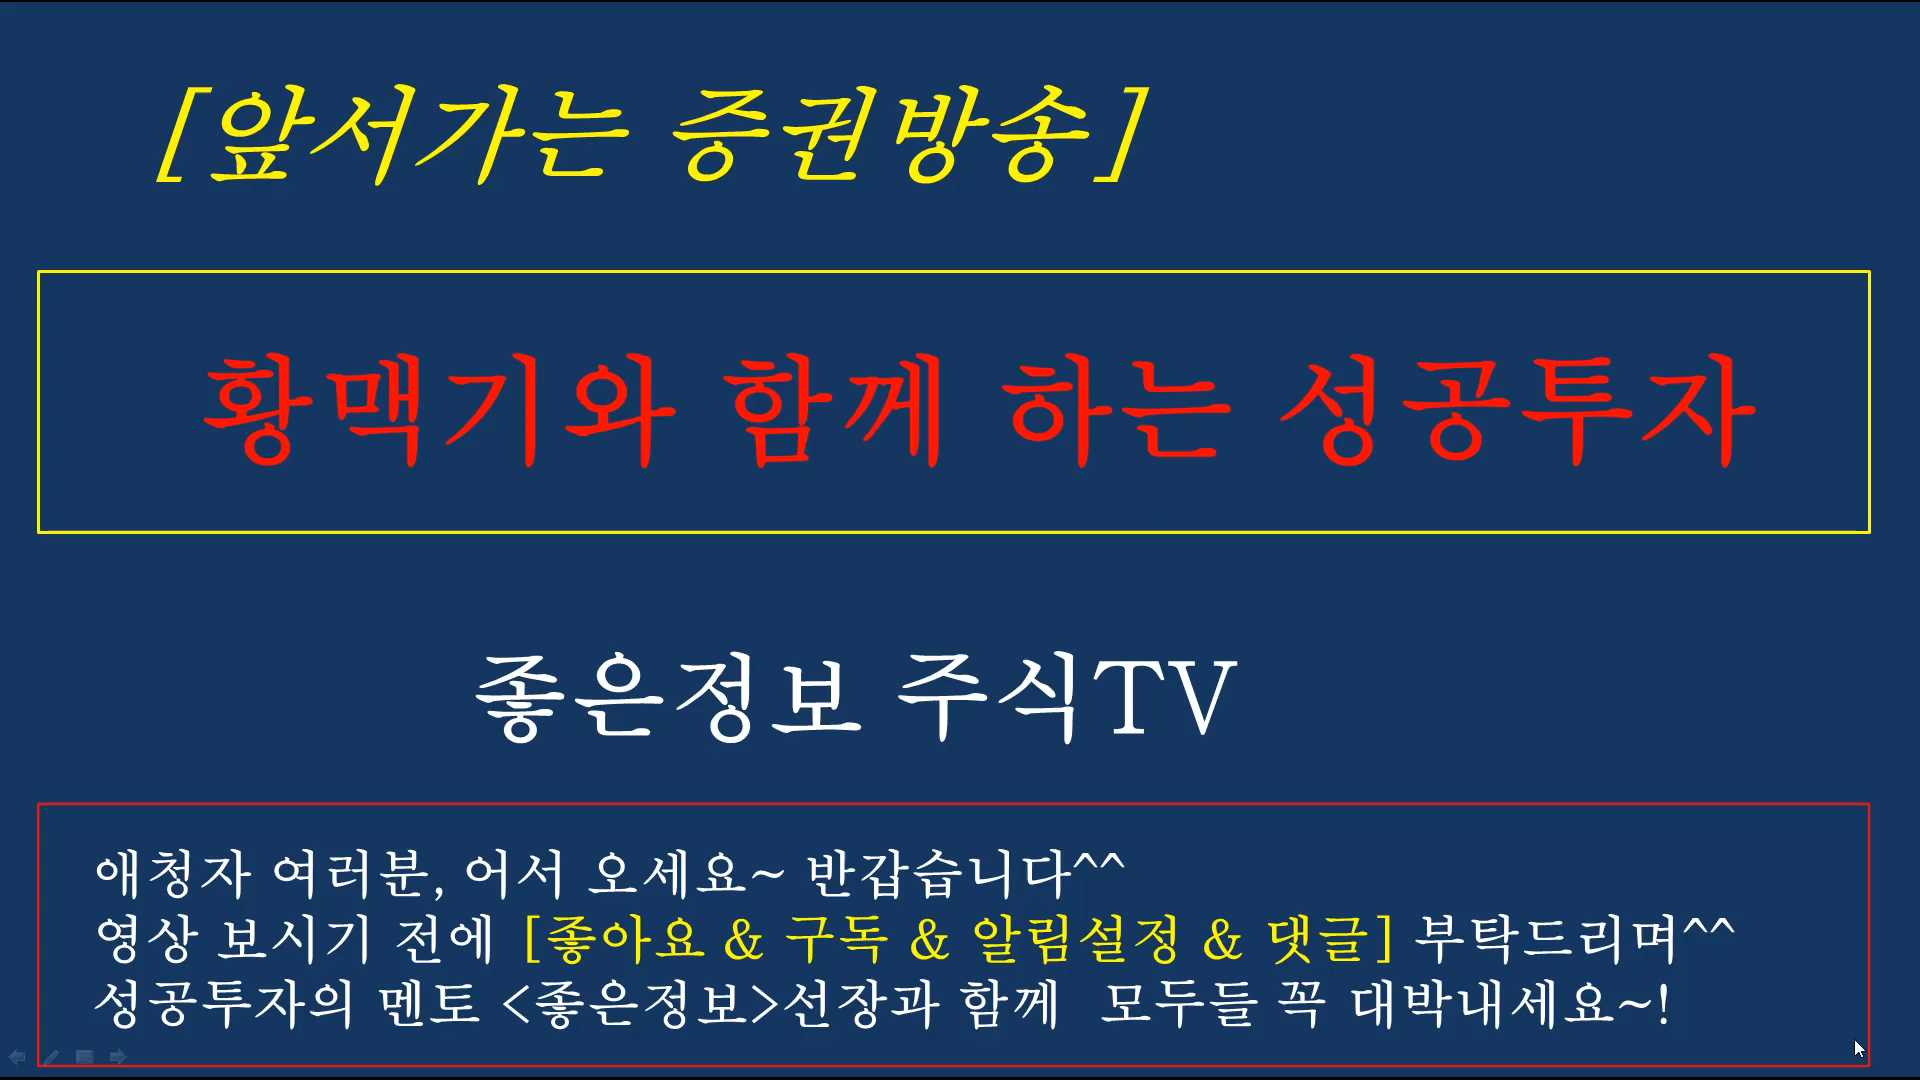 [앞서가는 증권방송]
황맥기와 함께 하는 성공투자
좋은정보 주식TV
애청자 여러분, 어서 오세요~ 반갑습니다^^
영상 보시기 전에 [좋아요 & 구독 & 알림설정 & 댓글] 부탁드리며^^
성공투자의 멘토 <좋은정보>선장과 함께 모두들 꼭 대박내세요~!